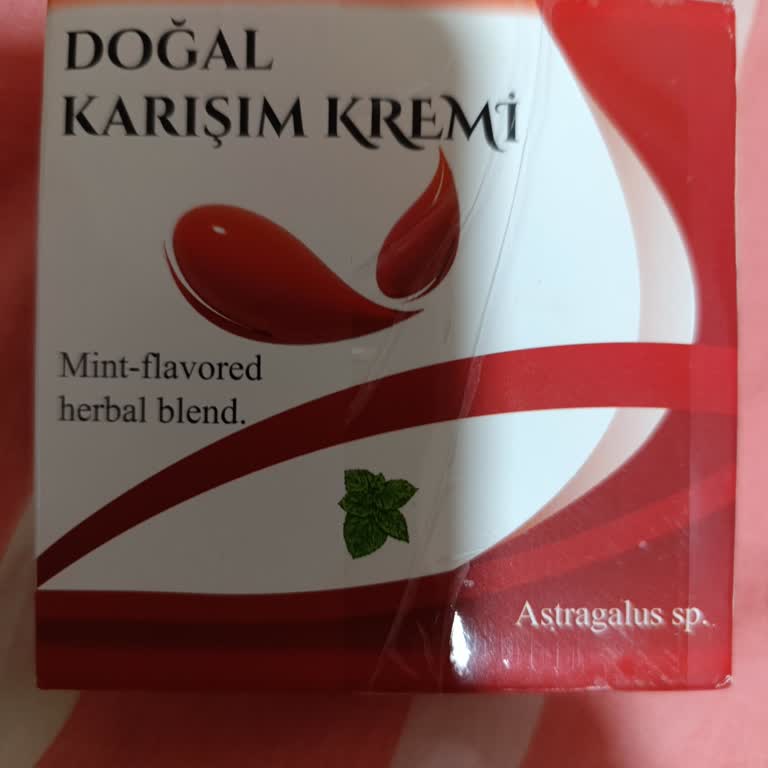 DOĞAL
KARIŞIM KREMİ
Mint-flavored
herbal blend.
Astragalus sp.